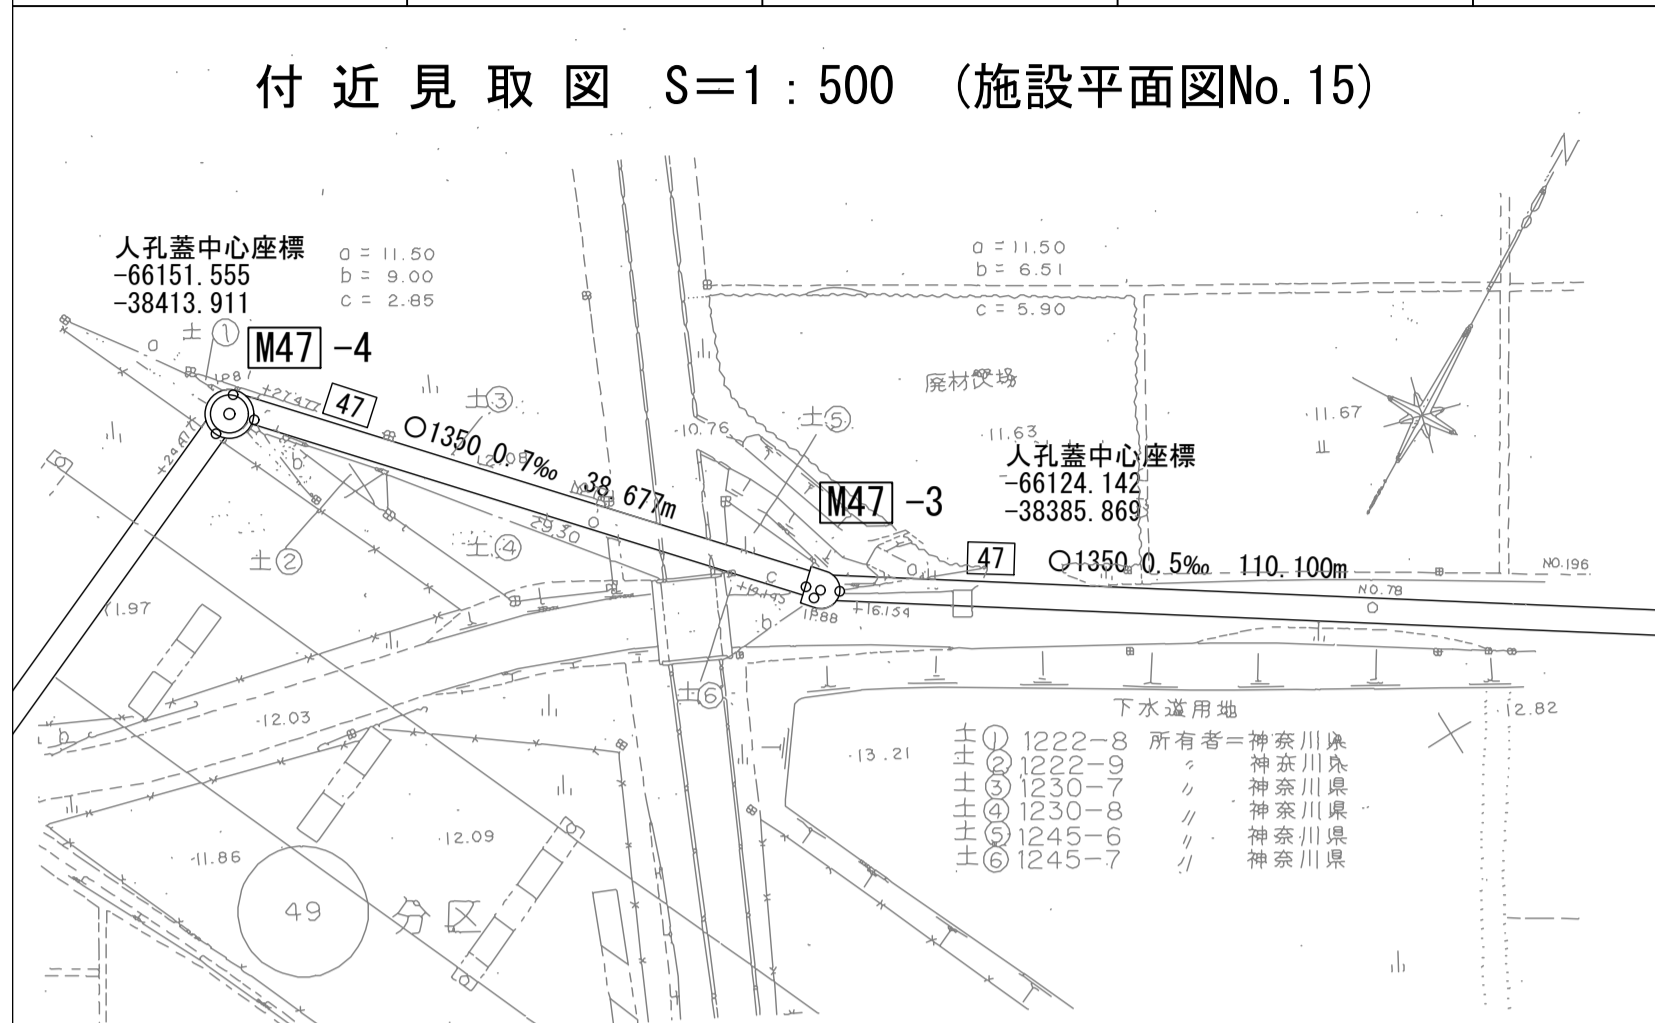 付近見取図 S=1:500 (施設平面図No.15)
人孔蓋中心座標
-66151.555
-38413.911
a = 11.50
b = 9.00
c = 2.85
a = 11.50
b = 6.51
c = 5.90
土 ①
M47 -4
a
+27.477
47
○1350 0.7‰ 38.677m
土 ③
-10.76
土 ⑤
11.63
11.67
N
人孔蓋中心座標
-66124.142
-38385.869
M47 -3
b
29.30
土 ②
土 ④
47
○1350 0.5‰ 110.100m
NO.196
NO.78
a
c
b
11.88
+16.154
土 ⑥
12.03
b
13.21
12.82
下水道用地
土 ① 1222-8 所有者=神奈川県
土 ② 1222-9 〃 神奈川県
土 ③ 1230-7 〃 神奈川県
土 ④ 1230-8 〃 神奈川県
土 ⑤ 1245-6 〃 神奈川県
土 ⑥ 1245-7 〃 神奈川県
12.09
11.86
49
分区